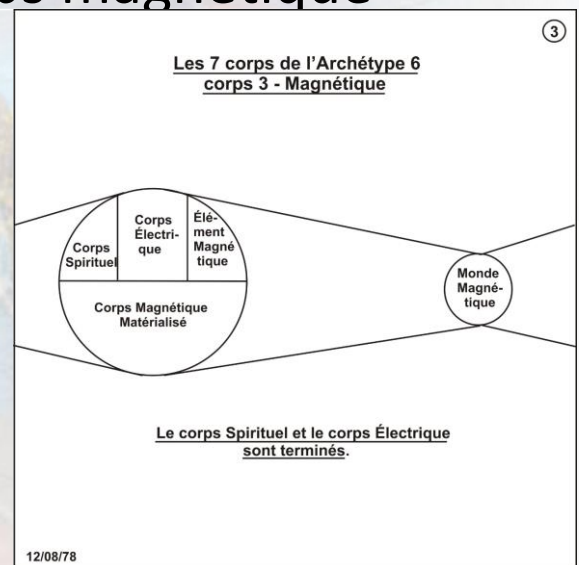 magnétique
3
Les 7 corps de l'Archétype 6
corps 3 - Magnétique
Corps
Spirituel
Corps
Électri-
que
Élé-
ment
Magné
tique
Corps Magnétique
Matérialisé
Monde
Magné-
tique
Le corps Spirituel et le corps Électrique
sont terminés.
12/08/78